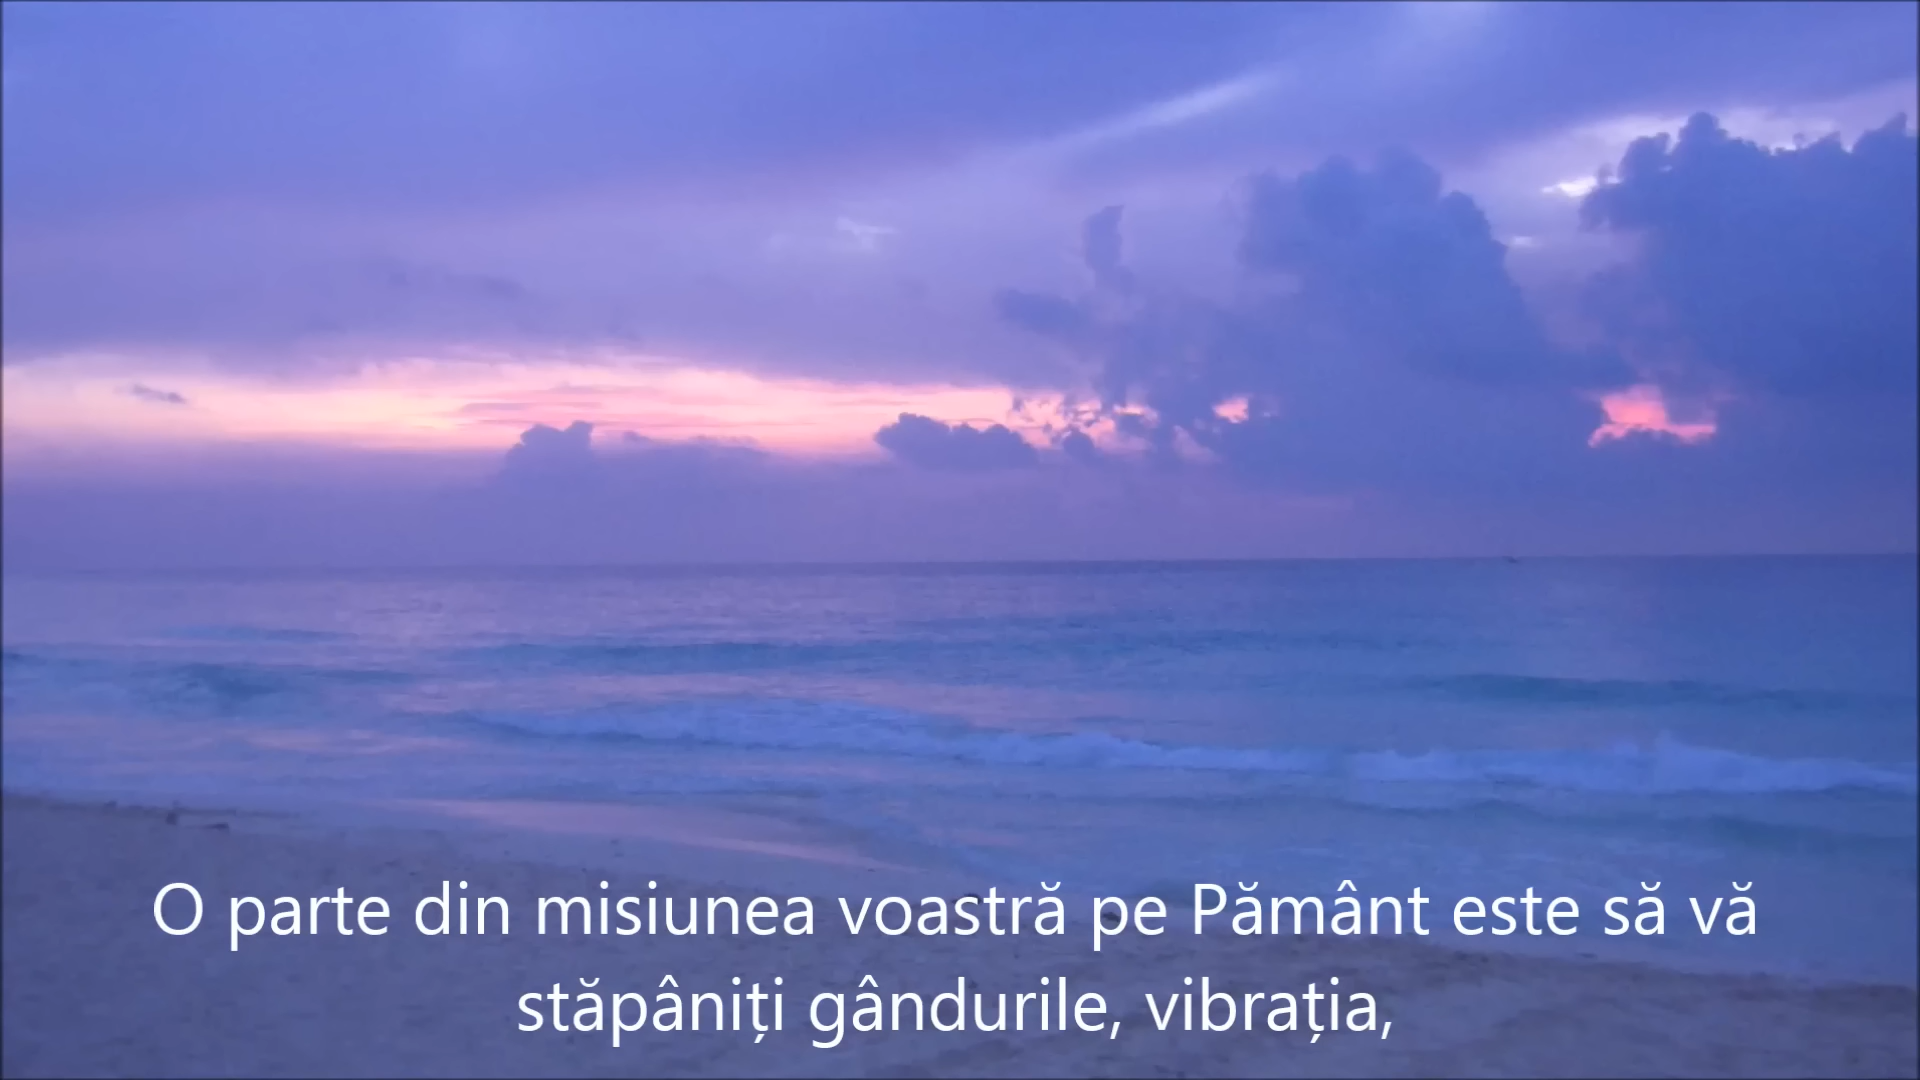 O parte din misiunea voastră pe Pământ este să vă
stăpâniți gândurile, vibrația,